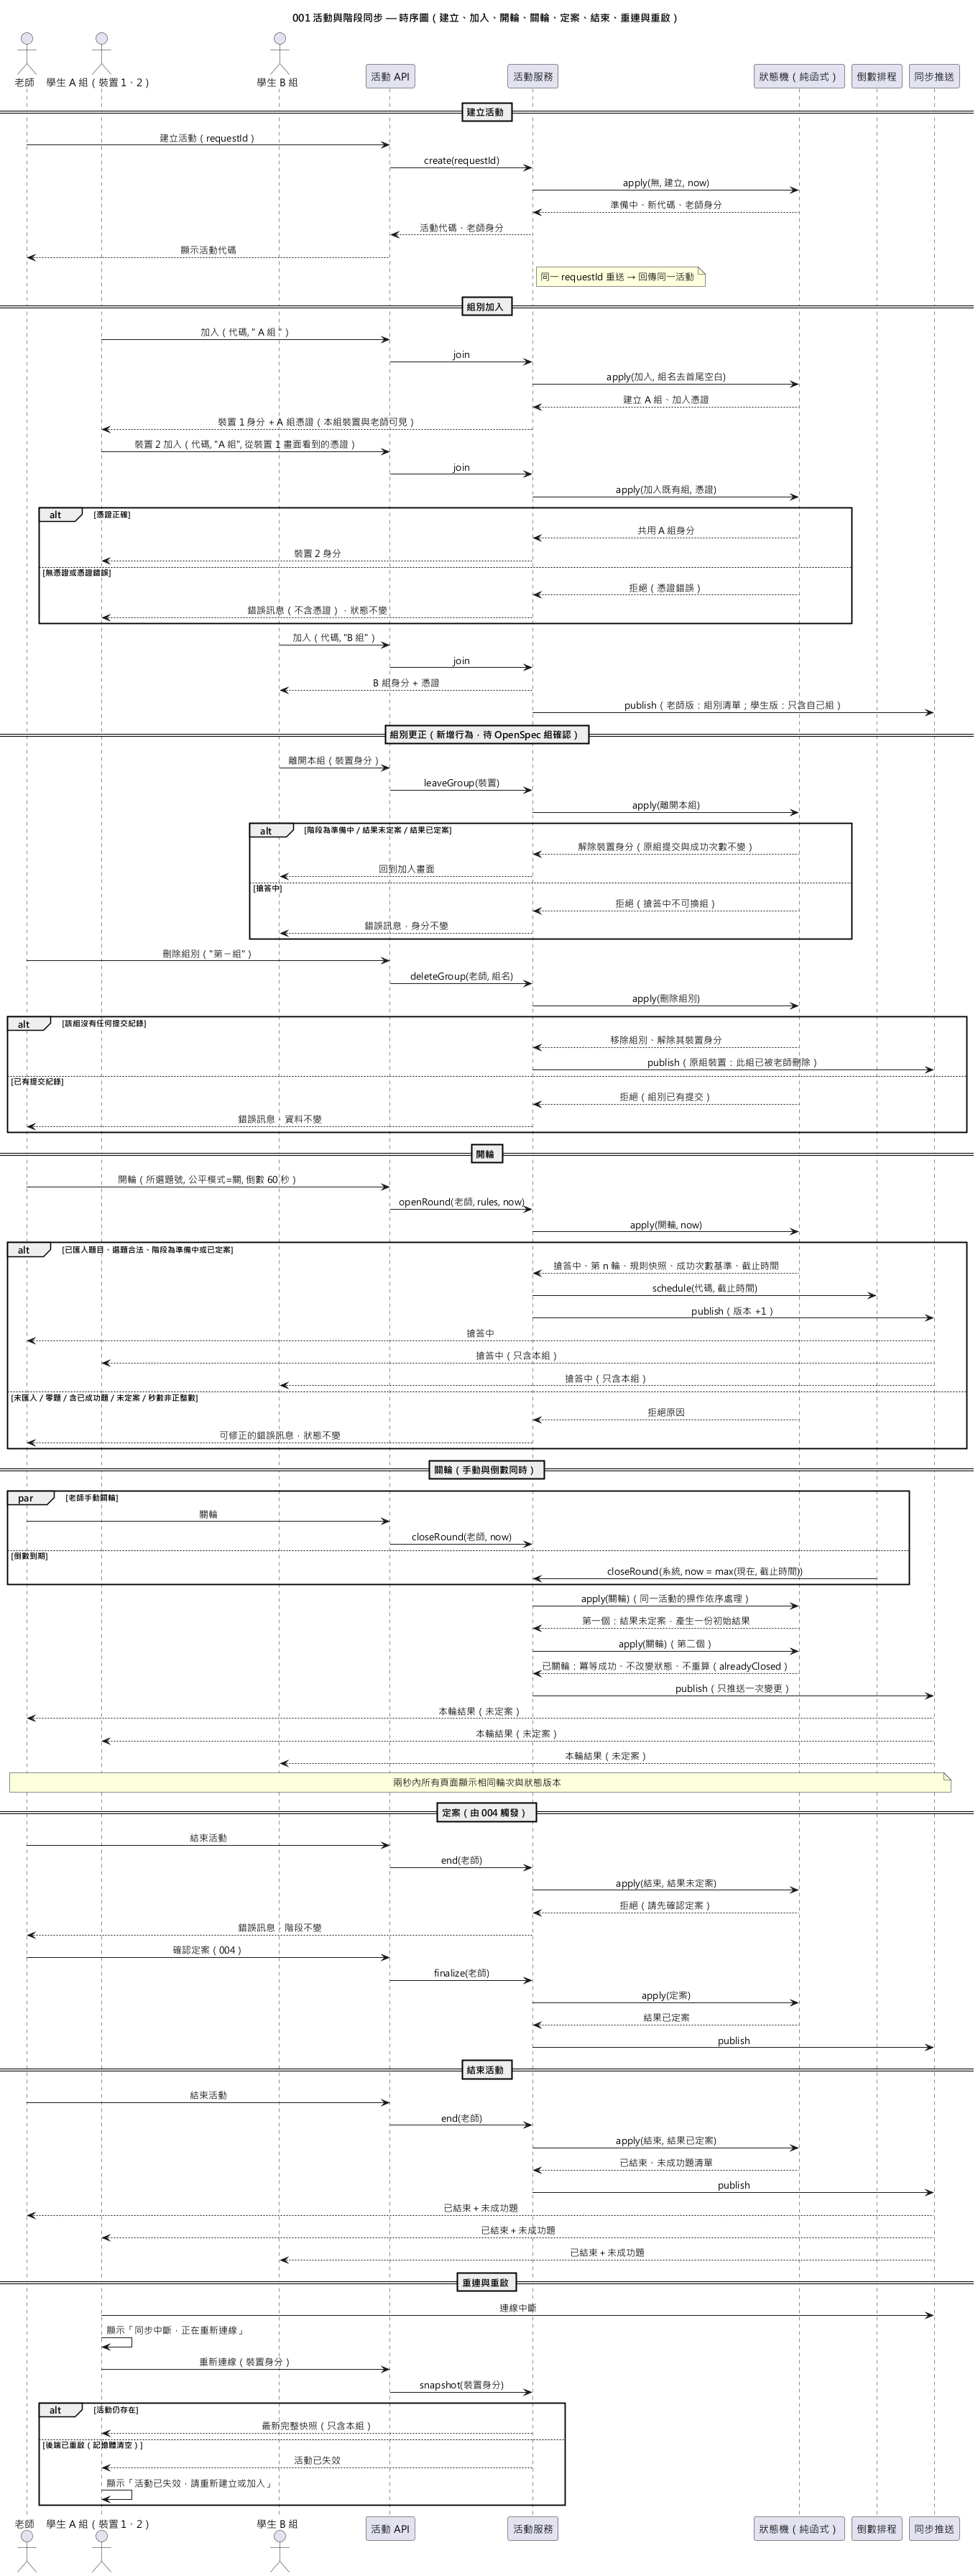 001 活動與階段同步 — 時序圖（建立、加入、開輪、關輪、定案、結束、重連與重啟）
老師
學生 A 組（裝置 1、2）
學生 B 組
活動 API
活動服務
狀態機（純函式）
倒數排程
同步推送
建立活動
建立活動（requestId）
create(requestId)
apply(無, 建立, now)
準備中、新代碼、老師身分
活動代碼、老師身分
顯示活動代碼
同一 requestId 重送 → 回傳同一活動
組別加入
加入（代碼, " A 組 "）
join
apply(加入, 組名去首尾空白)
建立 A 組、加入憑證
裝置 1 身分 + A 組憑證（本組裝置與老師可見）
裝置 2 加入（代碼, "A 組", 從裝置 1 畫面看到的憑證）
join
apply(加入既有組, 憑證)
alt
[憑證正確]
共用 A 組身分
裝置 2 身分
[無憑證或憑證錯誤]
拒絕（憑證錯誤）
錯誤訊息（不含憑證），狀態不變
加入（代碼, "B 組"）
join
B 組身分 + 憑證
publish（老師版：組別清單；學生版：只含自己組）
組別更正（新增行為，待 OpenSpec 組確認）
離開本組（裝置身分）
leaveGroup(裝置)
apply(離開本組)
alt
[階段為準備中 / 結果未定案 / 結果已定案]
解除裝置身分（原組提交與成功次數不變）
回到加入畫面
[搶答中]
拒絕（搶答中不可換組）
錯誤訊息，身分不變
刪除組別（"第一組"）
deleteGroup(老師, 組名)
apply(刪除組別)
alt
[該組沒有任何提交紀錄]
移除組別、解除其裝置身分
publish（原組裝置：此組已被老師刪除）
[已有提交紀錄]
拒絕（組別已有提交）
錯誤訊息、資料不變
開輪
開輪（所選題號, 公平模式=關, 倒數 60 秒）
openRound(老師, rules, now)
apply(開輪, now)
alt
[已匯入題目、選題合法、階段為準備中或已定案]
搶答中、第 n 輪、規則快照、成功次數基準、截止時間
schedule(代碼, 截止時間)
publish（版本 +1）
搶答中
搶答中（只含本組）
搶答中（只含本組）
[未匯入 / 零題 / 含已成功題 / 未定案 / 秒數非正整數]
拒絕原因
可修正的錯誤訊息，狀態不變
關輪（手動與倒數同時）
par
[老師手動關輪]
關輪
closeRound(老師, now)
[倒數到期]
closeRound(系統, now = max(現在, 截止時間))
apply(關輪)（同一活動的操作依序處理）
第一個：結果未定案，產生一份初始結果
apply(關輪)（第二個）
已關輪：冪等成功、不改變狀態、不重算（alreadyClosed）
publish（只推送一次變更）
本輪結果（未定案）
本輪結果（未定案）
本輪結果（未定案）
兩秒內所有頁面顯示相同輪次與狀態版本
定案（由 004 觸發）
結束活動
end(老師)
apply(結束, 結果未定案)
拒絕（請先確認定案）
錯誤訊息，階段不變
確認定案（004）
finalize(老師)
apply(定案)
結果已定案
publish
結束活動
結束活動
end(老師)
apply(結束, 結果已定案)
已結束、未成功題清單
publish
已結束 + 未成功題
已結束 + 未成功題
已結束 + 未成功題
重連與重啟
連線中斷
顯示「同步中斷，正在重新連線」
重新連線（裝置身分）
snapshot(裝置身分)
alt
[活動仍存在]
最新完整快照（只含本組）
[後端已重啟（記憶體清空）]
活動已失效
顯示「活動已失效，請重新建立或加入」
老師
學生 A 組（裝置 1、2）
學生 B 組
活動 API
活動服務
狀態機（純函式）
倒數排程
同步推送